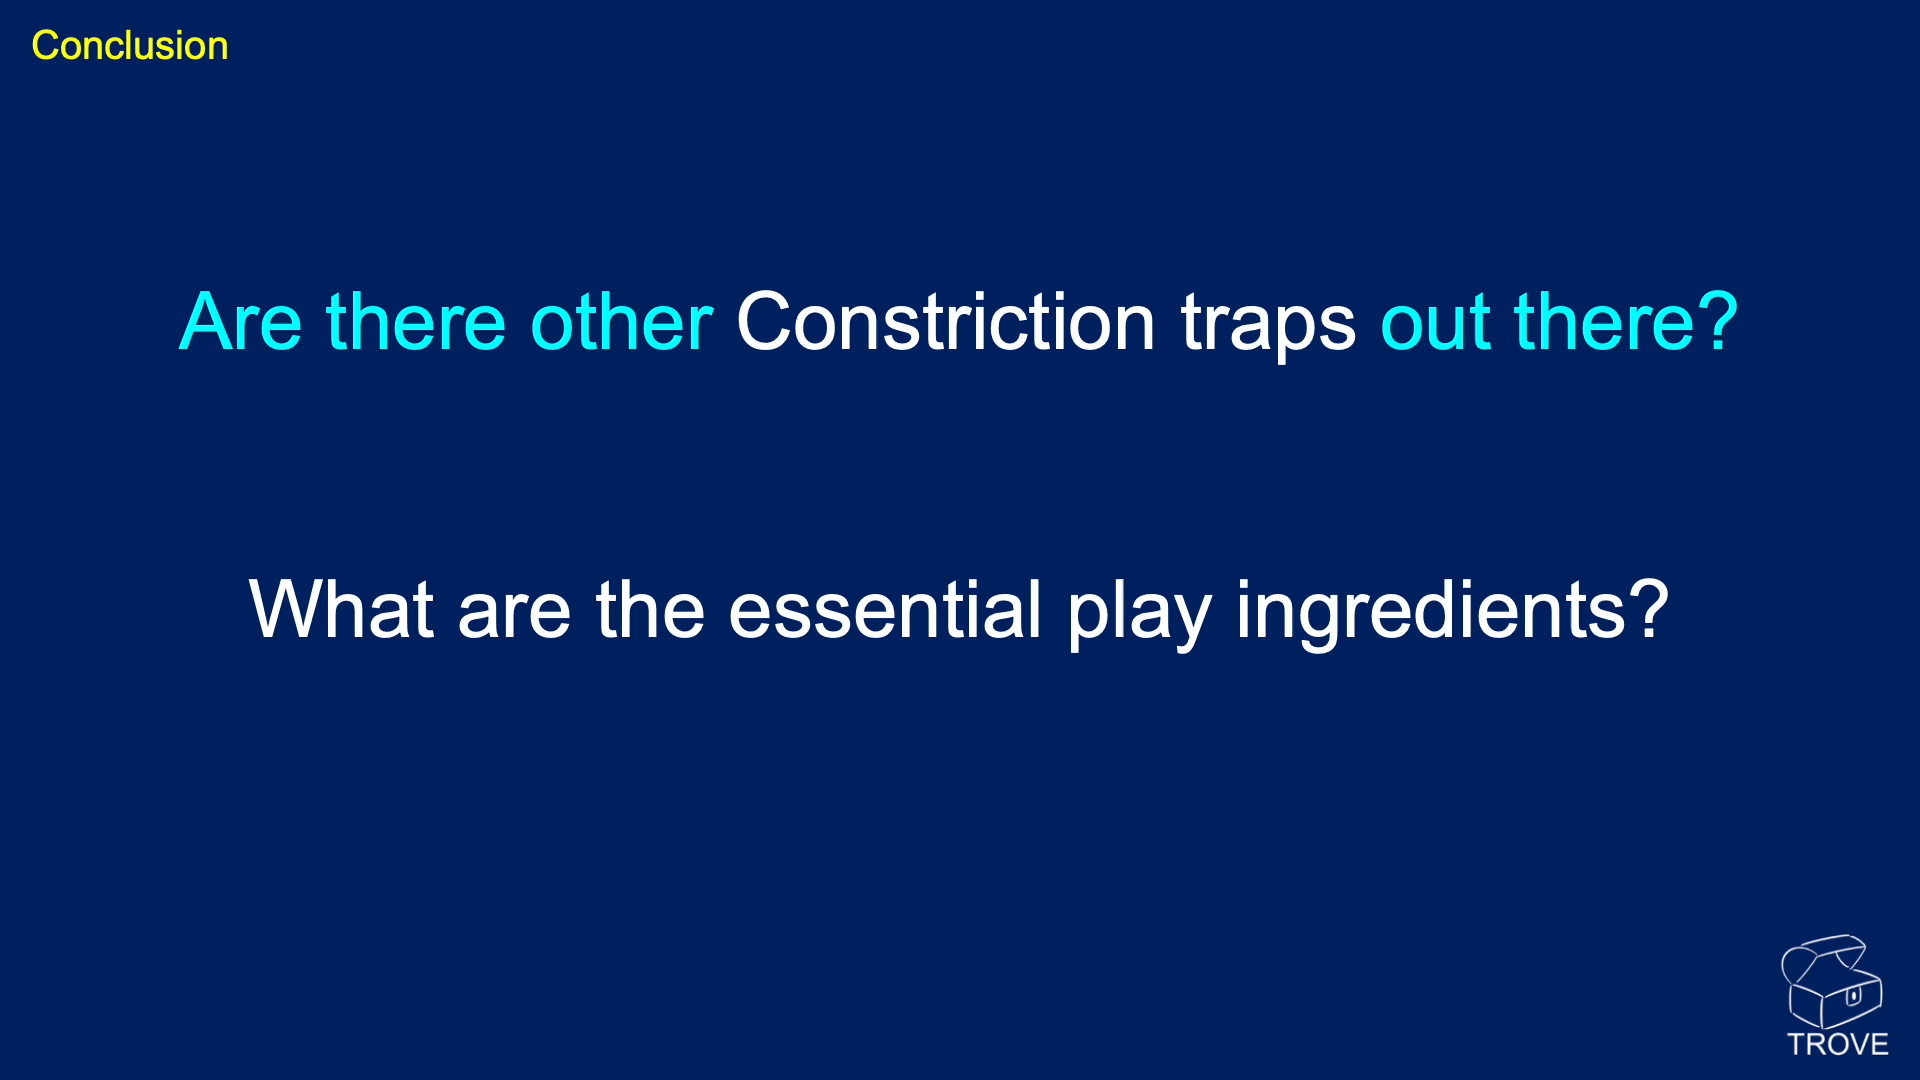 Conclusion
Are there other Constriction traps out there?
What are the essential play ingredients?
TROVE